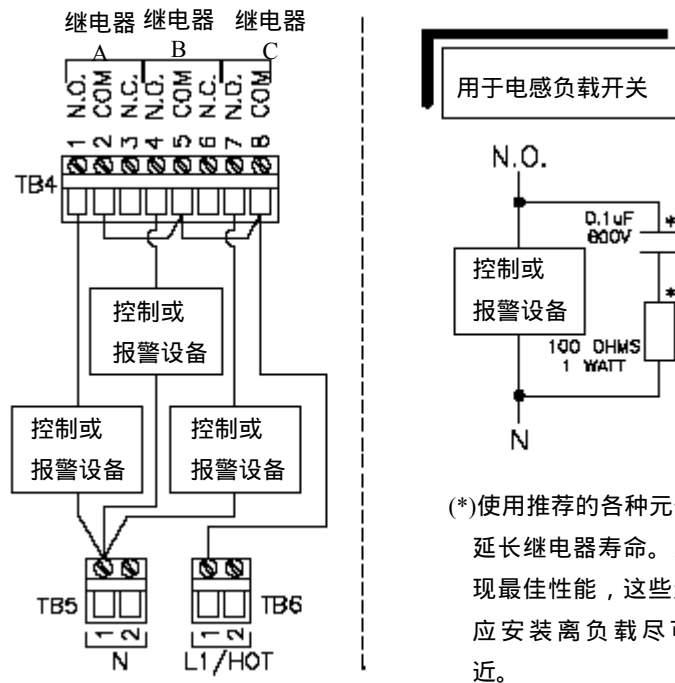 继电器 继电器 继电器
A B C
N.O. COM N.C. N.O. COM N.C. N.O. COM
1 2 3 4 5 6 7 8
TB4
控制或
报警设备
控制或
报警设备
控制或
报警设备
TB5
1 2
N
TB6
1 2
L1/HOT
用于电感负载开关
N.O.
0.1uF *
600V
控制或
报警设备
*
100 OHMS
1 WATT
N
(*)使用推荐的各种元
延长继电器寿命。
现最佳性能，这些
应安装离负载尽
近。